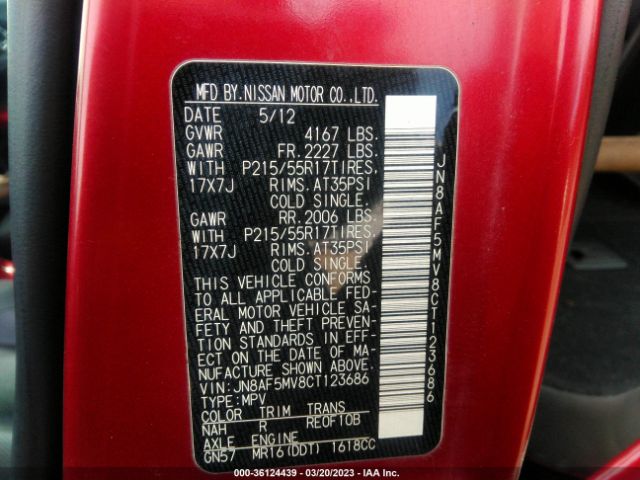 MFD BY.NISSAN MOTOR CO.,LTD.
DATE 5/12
GVWR 4167 LBS.
GAWR FR. 2227 LBS.
WITH P215/55R17TIRES.
17X7J RIMS. AT35PSI
COLD SINGLE.
GAWR RR. 2006 LBS.
WITH P215/55R17TIRES.
17X7J RIMS. AT35PSI
COLD SINGLE.
THIS VEHICLE CONFORMS
TO ALL APPLICABLE FED-
ERAL MOTOR VEHICLE SA-
FETY AND THEFT PREVEN-
TION STANDARDS IN EFF-
ECT ON THE DATE OF MA-
NUFACTURE SHOWN ABOVE.
VIN:JN8AF5MV8CT123686
TYPE:MPV
COLOR TRIM TRANS
NAH R RE0F10B
AXLE ENGINE
GN57 MR16(DDT) 1618CC
JN8AF5MV8CT123686
000-36124439 — 03/20/2023 — IAA Inc.